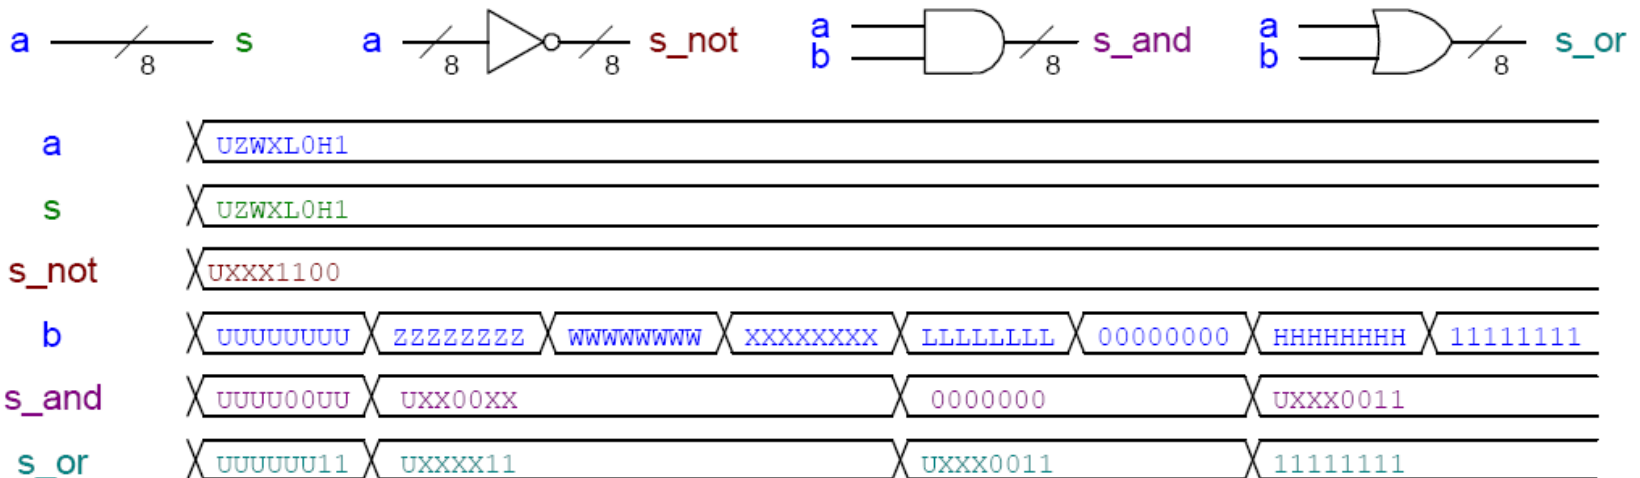 a 8 s a 8 8 s_not a b 8 s_and a b 8 s_or
a UZWXL0H1
s UZWXL0H1
s_not UXXX1100
b UUUUUUUU ZZZZZZZZ WWWWWWWW XXXXXXXX LLLLLLLL 00000000 HHHHHHHH 11111111
s_and UUUU00UU UXX00XX 0000000 UXXX0011
s_or UUUUUU11 UXXXX11 UXXX0011 11111111